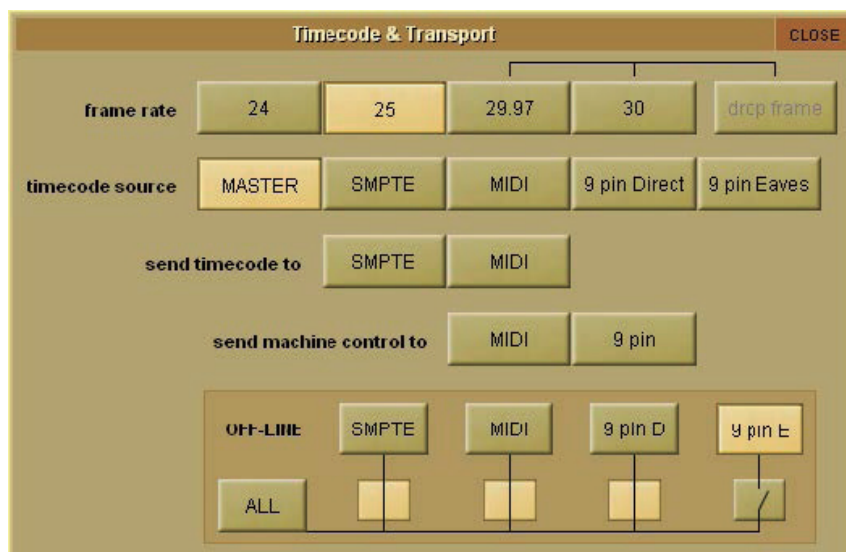 Timecode & Transport CLOSE
frame rate 24 25 29.97 30 drop frame
timecode source MASTER SMPTE MIDI 9 pin Direct 9 pin Eaves
send timecode to SMPTE MIDI
send machine control to MIDI 9 pin
OFF-LINE SMPTE MIDI 9 pin D 9 pin E
ALL